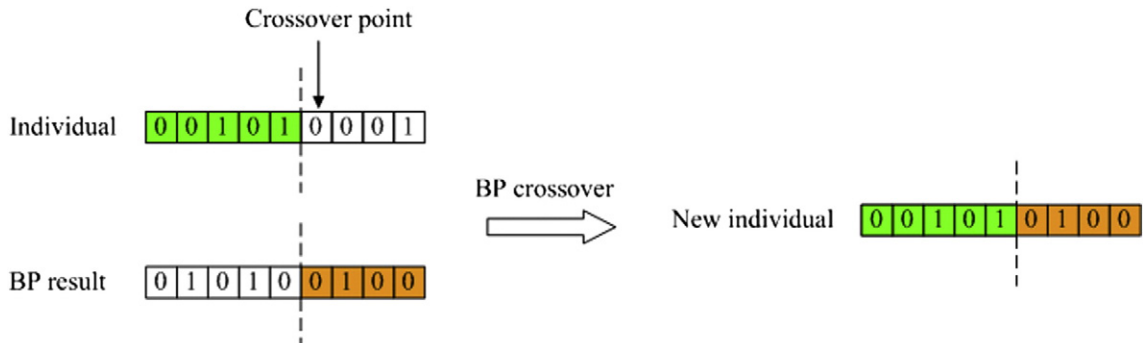 Crossover point
Individual 0 0 1 0 1 0 0 0 1
BP crossover
New individual 0 0 1 0 1 0 1 0 0
BP result 0 1 0 1 0 0 1 0 0